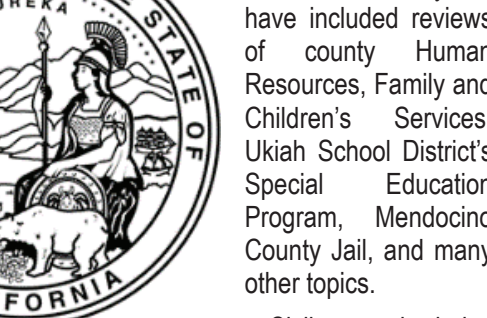 REKA
STATE OF
FORNIA
have included reviews
of county Human
Resources, Family and
Children's Services
Ukiah School District's
Special Education
Program, Mendocino
County Jail, and many
other topics.